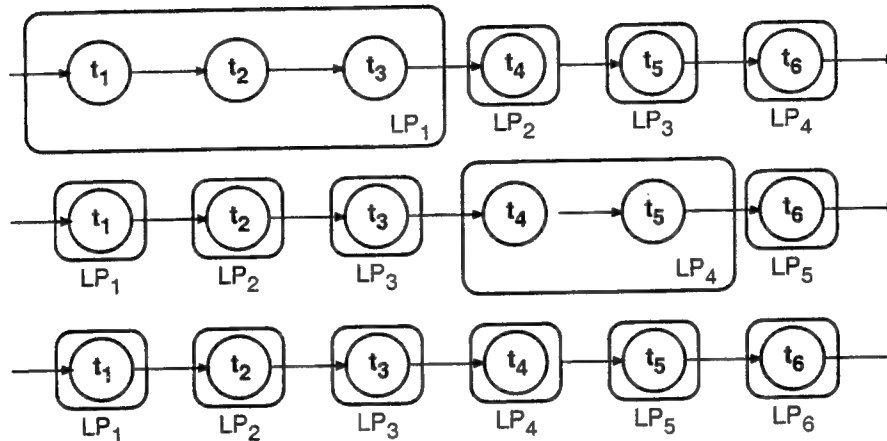 t1 t2 t3 t4 t5 t6
LP1 LP2 LP3 LP4
t1 t2 t3 t4 t5 t6
LP1 LP2 LP3 LP4 LP5
t1 t2 t3 t4 t5 t6
LP1 LP2 LP3 LP4 LP5 LP6